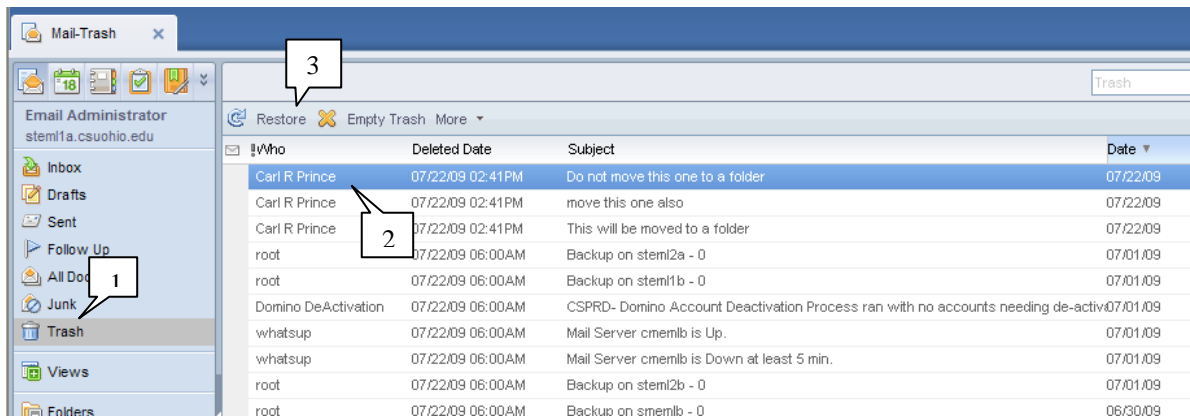 Mail-Trash
3
18
Trash
Email Administrator
steml1a.csuohio.edu
Restore Empty Trash More
!Who Deleted Date Subject Date
Inbox
Drafts
Sent
Follow Up
All Doc
1
Junk
Trash
Views
Folders
Carl R Prince 07/22/09 02:41PM Do not move this one to a folder 07/22/09
Carl R Prince 07/22/09 02:41PM move this one also 07/22/09
2
Carl R Prince 07/22/09 02:41PM This will be moved to a folder 07/22/09
root 07/22/09 06:00AM Backup on steml2a - 0 07/01/09
root 07/22/09 06:00AM Backup on steml1b - 0 07/01/09
Domino DeActivation 07/22/09 06:00AM CSPRD- Domino Account Deactivation Process ran with no accounts needing de-activ 07/01/09
whatsup 07/22/09 06:00AM Mail Server cmemlb is Up. 07/01/09
whatsup 07/22/09 06:00AM Mail Server cmemlb is Down at least 5 min. 07/01/09
root 07/22/09 06:00AM Backup on steml2b - 0 07/01/09
root 07/22/09 06:00AM Backup on smemlb - 0 06/30/09